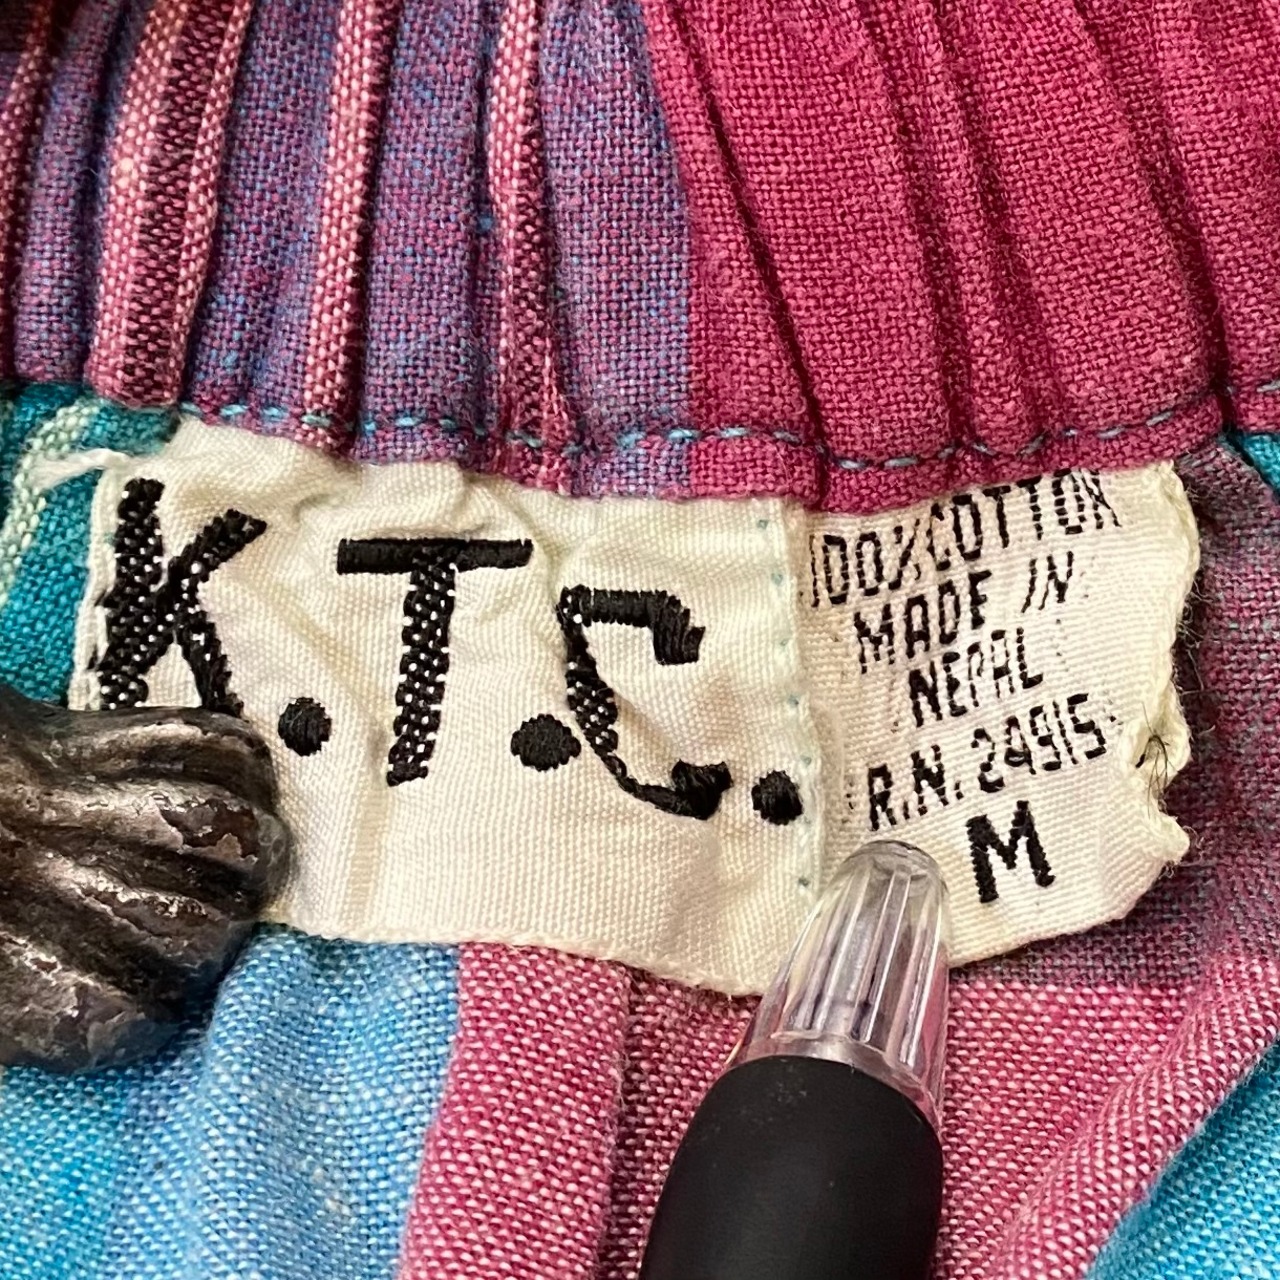 K.T.C.
100% COTTON
MADE IN
NEPAL
R.N. 24915
M